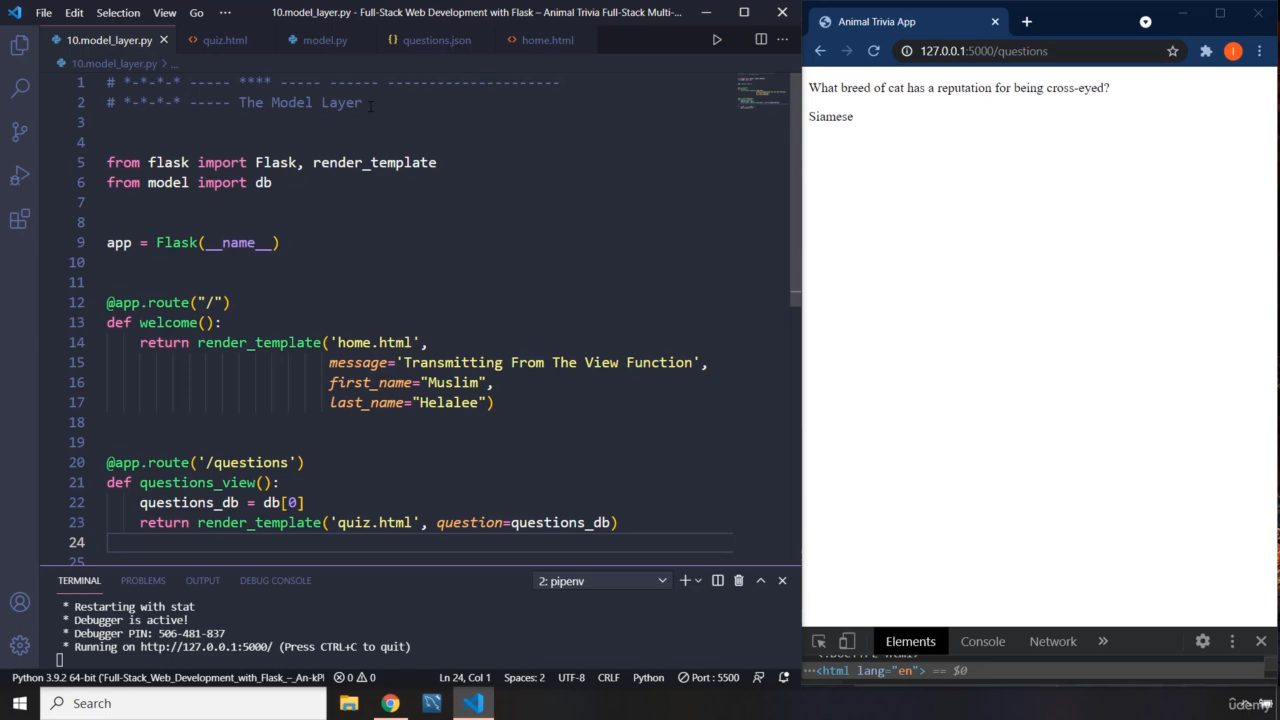 File Edit Selection View Go ··· 10.model_layer.py - Full-Stack Web Development with Flask – Animal Trivia Full-Stack Multi-...
10.model_layer.py quiz.html model.py questions.json home.html
10.model_layer.py > ...
1 # *-*-*-* ----- **** ----- ------ ---------------------
2 # *-*-*-* ----- The Model Layer
3
4
5 from flask import Flask, render_template
6 from model import db
7
8
9 app = Flask(__name__)
10
11
12 @app.route("/")
13 def welcome():
14 return render_template('home.html',
15 message='Transmitting From The View Function',
16 first_name="Muslim",
17 last_name="Helalee")
18
19
20 @app.route('/questions')
21 def questions_view():
22 questions_db = db[0]
23 return render_template('quiz.html', question=questions_db)
24
25
TERMINAL PROBLEMS OUTPUT DEBUG CONSOLE 2: pipenv
* Restarting with stat
* Debugger is active!
* Debugger PIN: 506-481-837
* Running on http://127.0.0.1:5000/ (Press CTRL+C to quit)
Python 3.9.2 64-bit 0 0 Ln 24, Col 1 Spaces: 2 UTF-8 CRLF Python Port : 5500
Search
Animal Trivia App
127.0.0.1:5000/questions
I
What breed of cat has a reputation for being cross-eyed?
Siamese
Elements Console Network »
···<html lang="en"> == $0
udemy